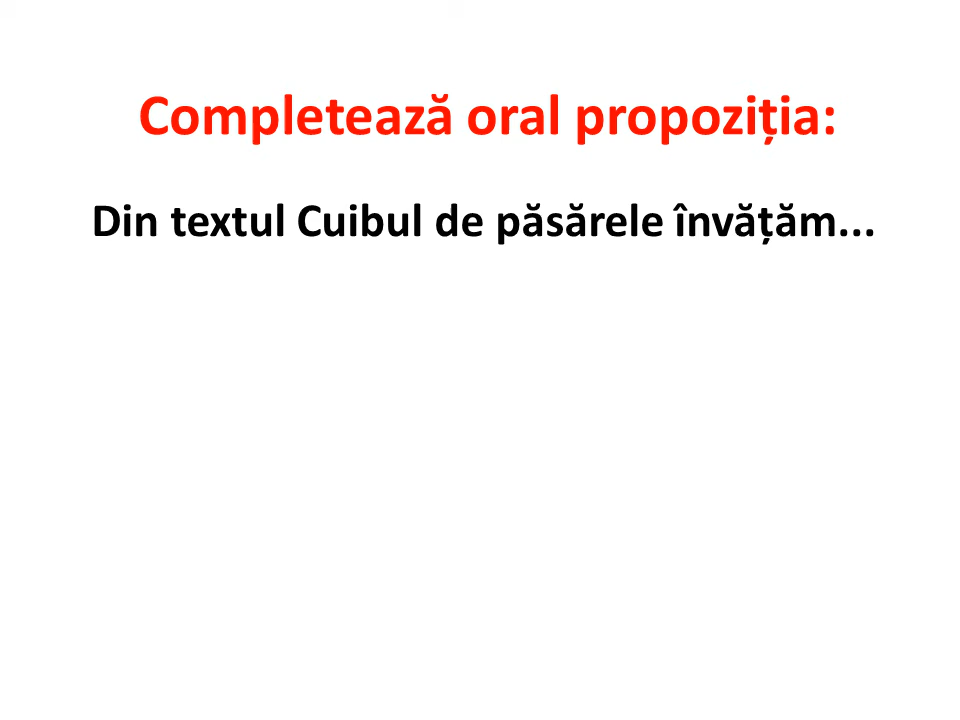 Completează oral propoziția:
Din textul Cuibul de păsărele învățăm...